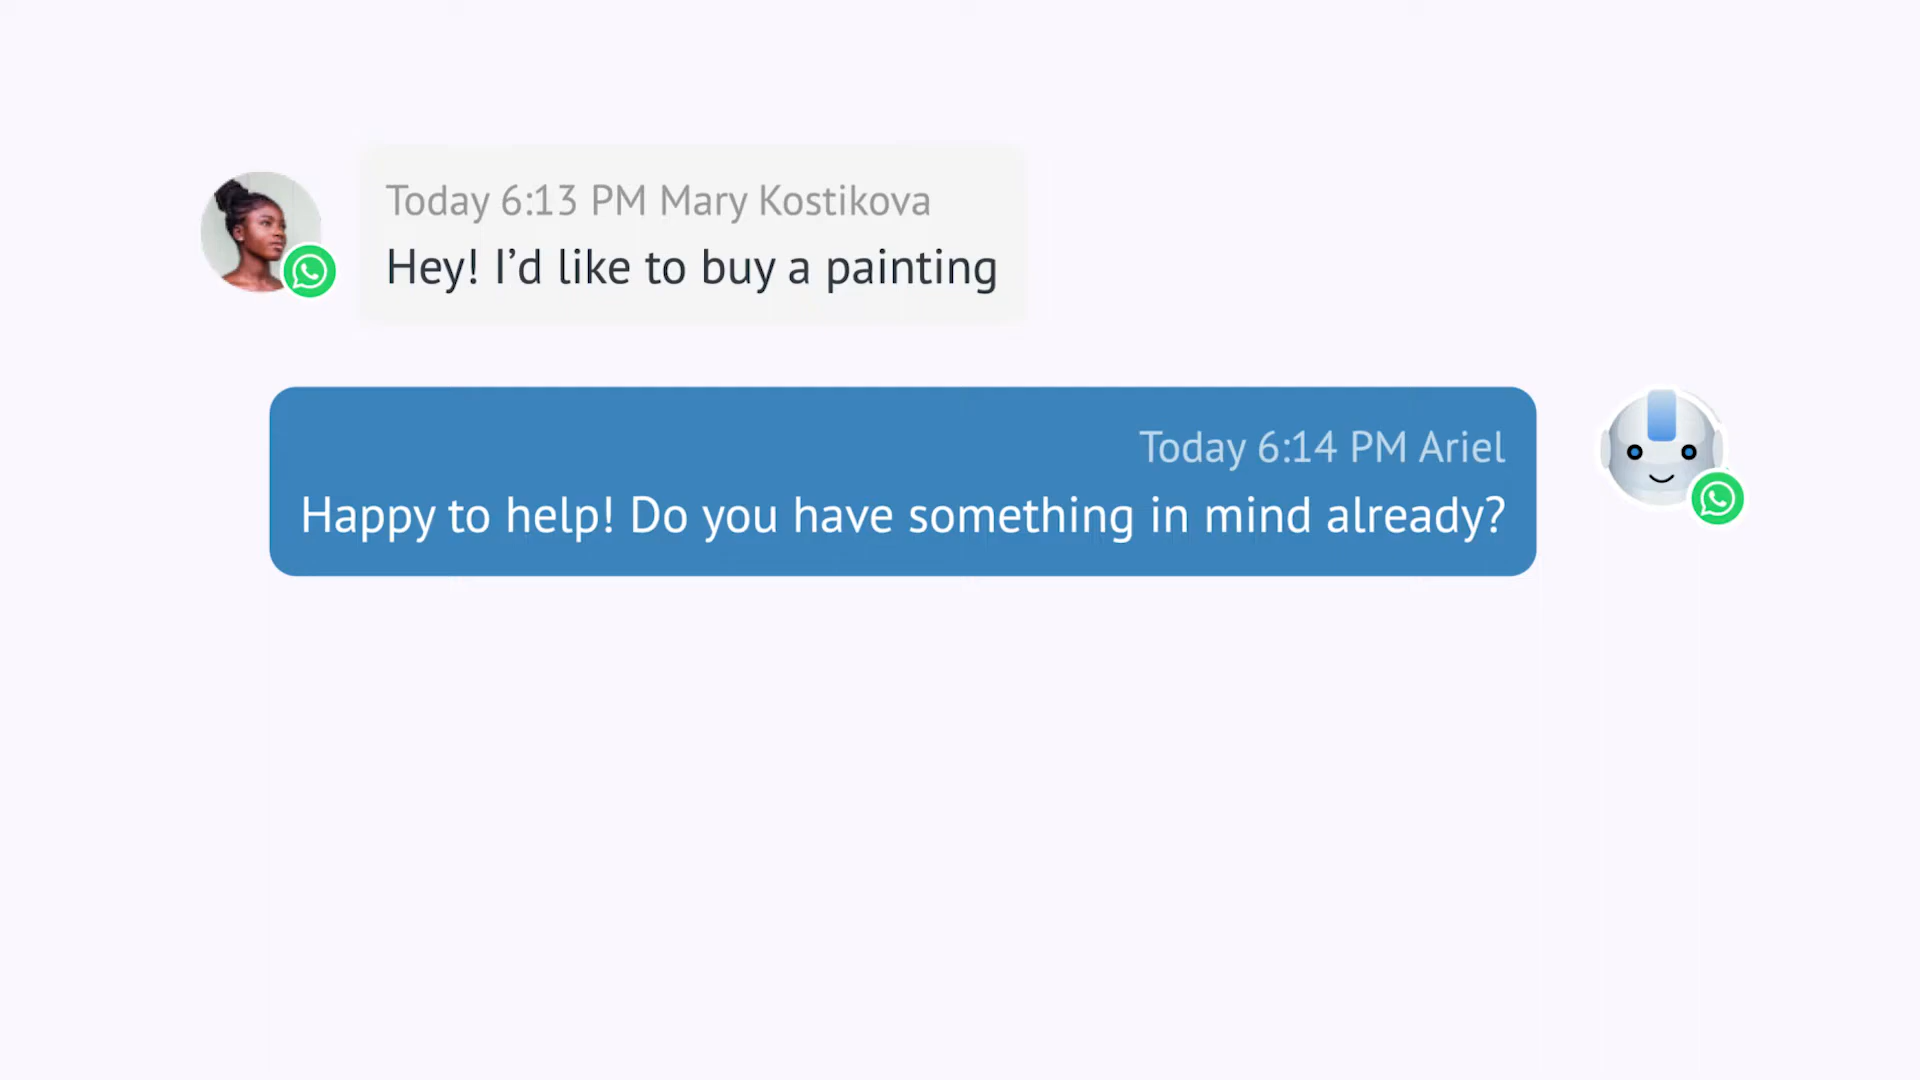 Today 6:13 PM Mary Kostikova
Hey! I’d like to buy a painting
Today 6:14 PM Ariel
Happy to help! Do you have something in mind already?